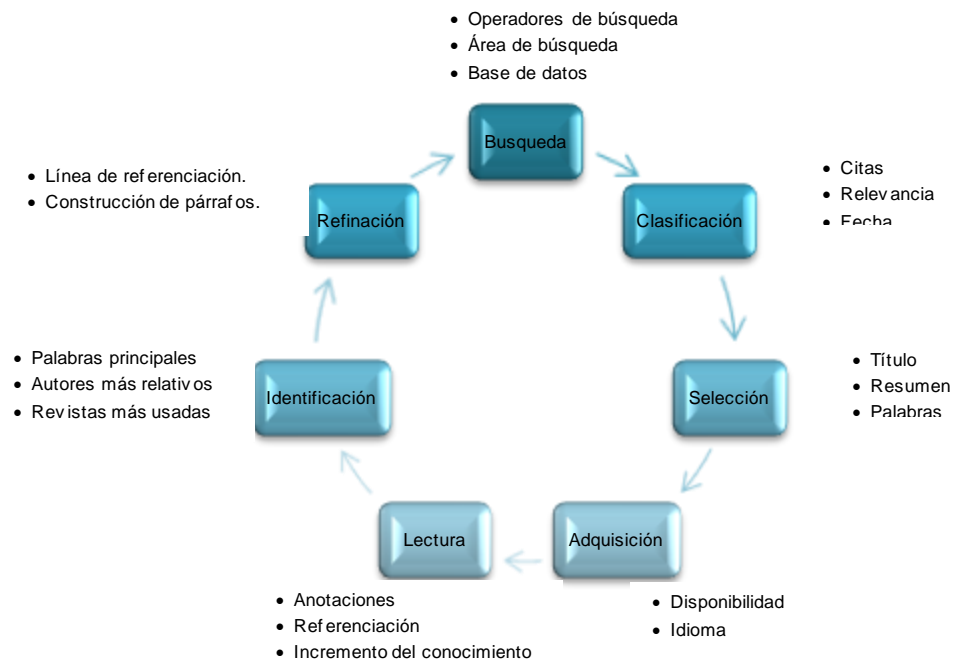 • Operadores de búsqueda
• Área de búsqueda
• Base de datos
Busqueda
• Citas
• Relevancia
• Fecha
Clasificación
• Título
• Resumen
• Palabras
Selección
Adquisición
• Disponibilidad
• Idioma
Lectura
• Anotaciones
• Referenciación
• Incremento del conocimiento
Identificación
• Palabras principales
• Autores más relativos
• Revistas más usadas
Refinación
• Línea de referenciación.
• Construcción de párrafos.